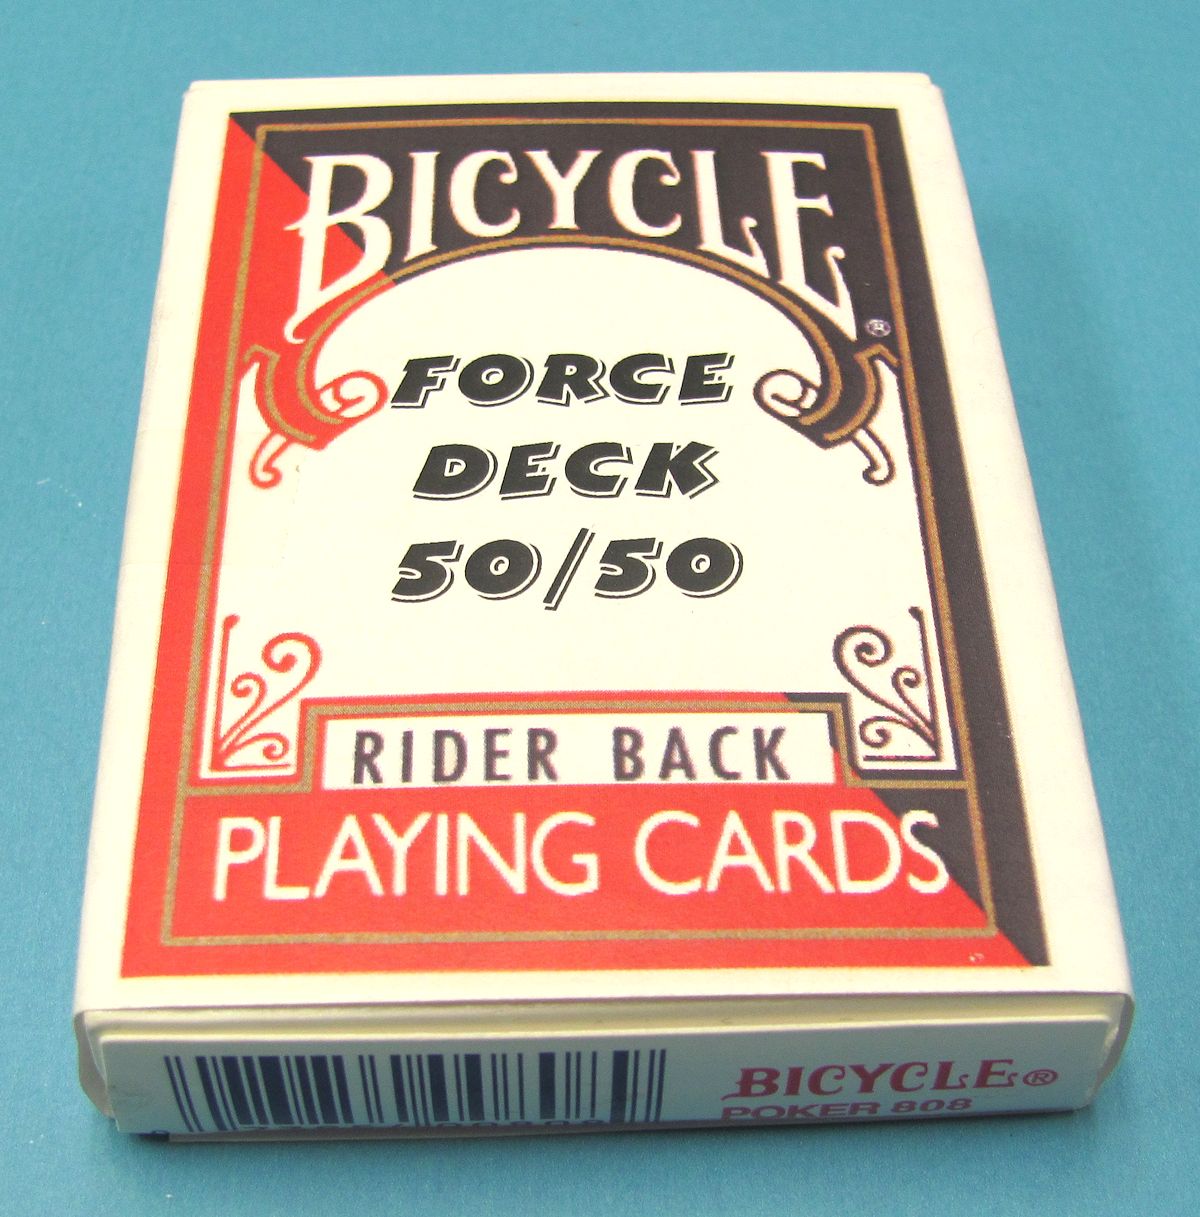 BICYCLE
®
FORCE
DECK
50/50
RIDER BACK
PLAYING CARDS
BICYCLE®
POKER 808